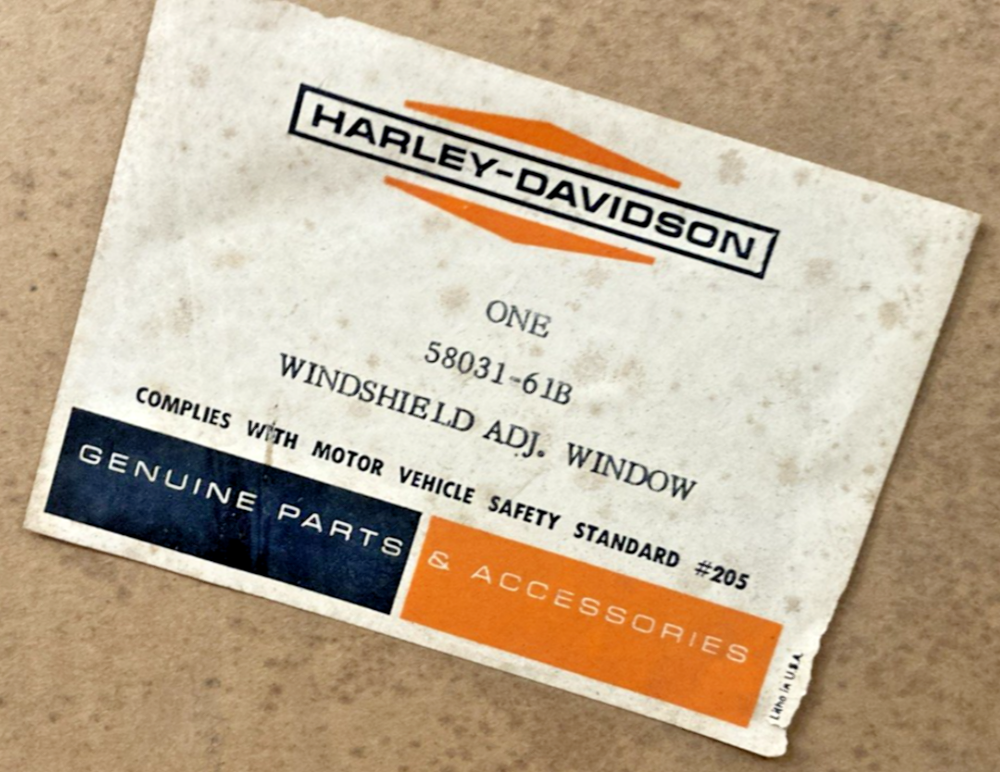 HARLEY-DAVIDSON
ONE
58031-61B
WINDSHIELD ADJ. WINDOW
COMPLIES WITH MOTOR VEHICLE SAFETY STANDARD #205
GENUINE PARTS & ACCESSORIES
Litho in U.S.A.